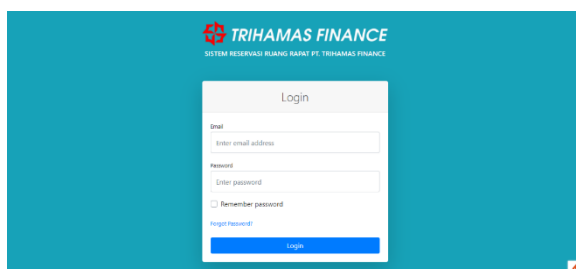 TRIHAMAS FINANCE
SISTEM RESERVASI RUANG RAPAT PT. TRIHAMAS FINANCE
Login
Email
Enter email address
Password
Enter password
Remember password
Forgot Password?
Login